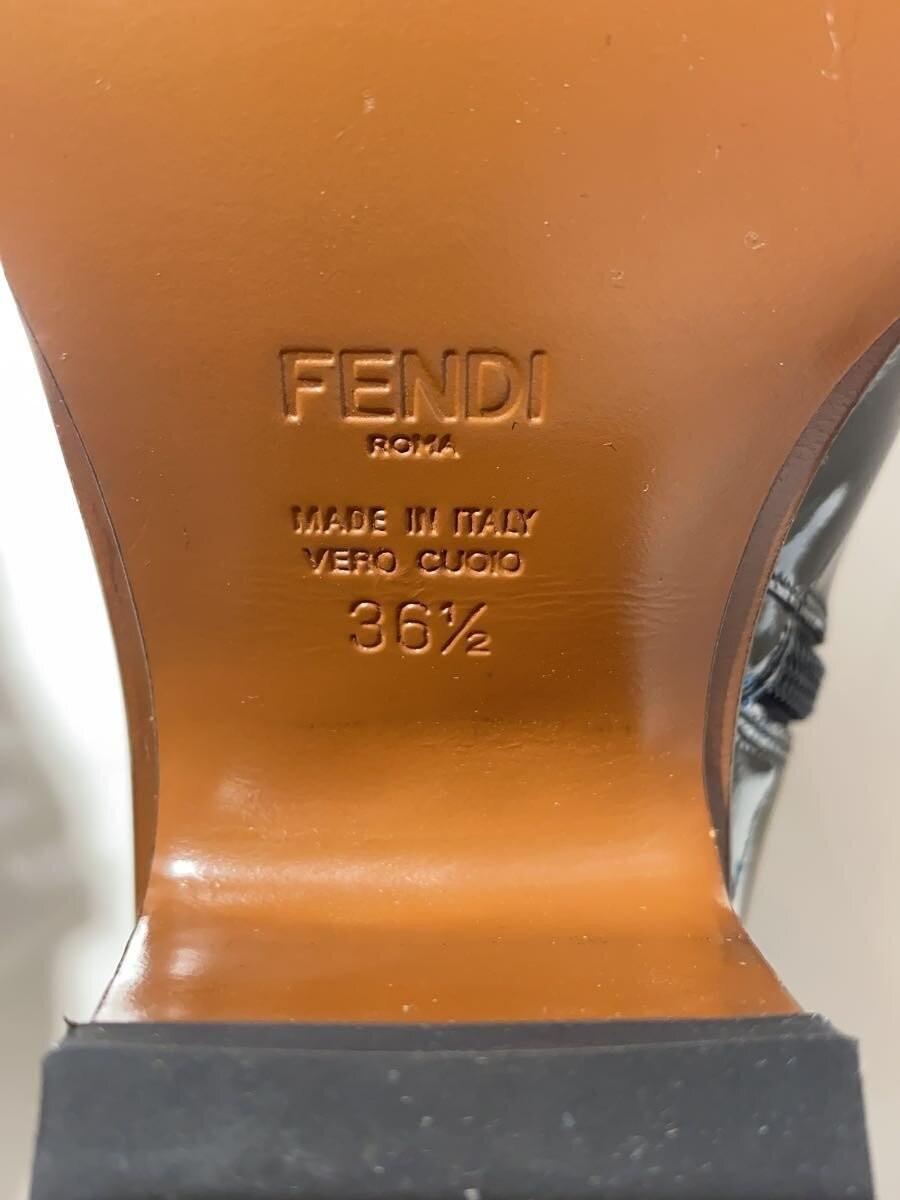 FENDI
ROMA
MADE IN ITALY
VERO CUOIO
36½